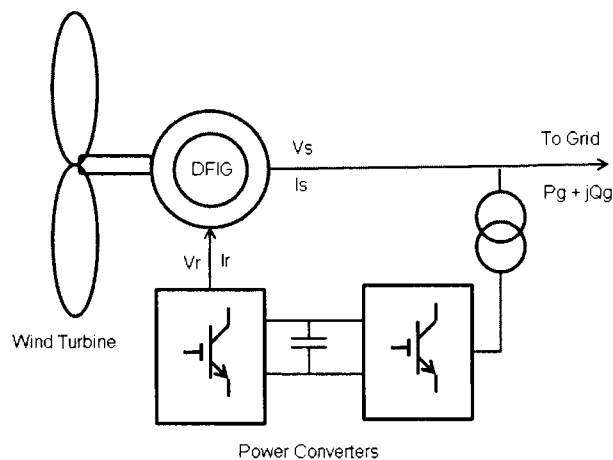 Vs
To Grid
DFIG
Is
Pg + jQg
Vr
Ir
Wind Turbine
Power Converters